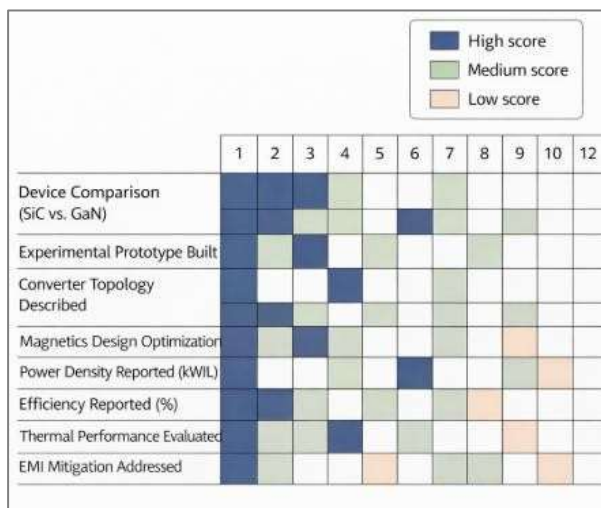 High score
Medium score
Low score
1 2 3 4 5 6 7 8 9 10 12
Device Comparison
(SiC vs. GaN)
Experimental Prototype Built
Converter Topology
Described
Magnetics Design Optimization
Power Density Reported (kWIL)
Efficiency Reported (%)
Thermal Performance Evaluated
EMI Mitigation Addressed